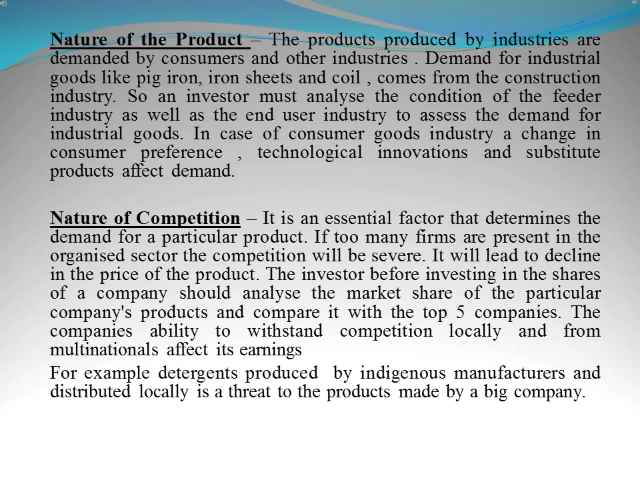 Nature of the Product – The products produced by industries are
demanded by consumers and other industries . Demand for industrial
goods like pig iron, iron sheets and coil , comes from the construction
industry. So an investor must analyse the condition of the feeder
industry as well as the end user industry to assess the demand for
industrial goods. In case of consumer goods industry a change in
consumer preference , technological innovations and substitute
products affect demand.
Nature of Competition – It is an essential factor that determines the
demand for a particular product. If too many firms are present in the
organised sector the competition will be severe. It will lead to decline
in the price of the product. The investor before investing in the shares
of a company should analyse the market share of the particular
company's products and compare it with the top 5 companies. The
companies ability to withstand competition locally and from
multinationals affect its earnings
For example detergents produced by indigenous manufacturers and
distributed locally is a threat to the products made by a big company.